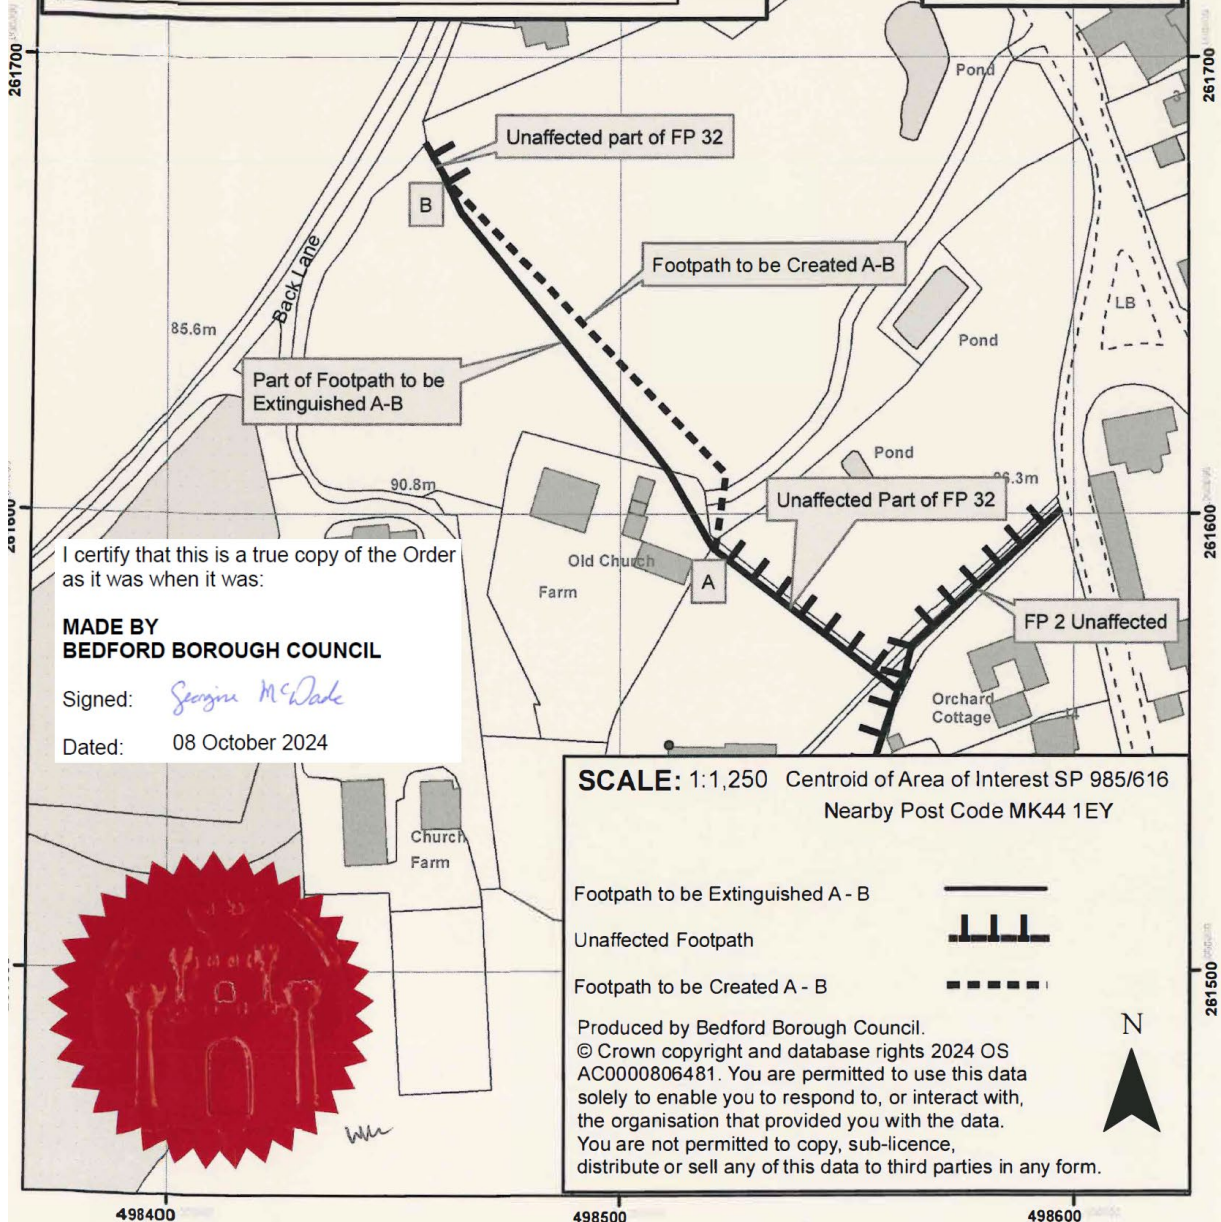 261700
261700
Pond
3
Unaffected part of FP 32
B
Footpath to be Created A-B
Back Lane
LB
85.6m
Pond
Part of Footpath to be
Extinguished A-B
Pond
90.8m
Unaffected Part of FP 32
261600
Old Church
A
Farm
FP 2 Unaffected
I certify that this is a true copy of the Order
as it was when it was:
MADE BY
BEDFORD BOROUGH COUNCIL
Signed: Georgina McDade
Dated: 08 October 2024
Orchard
Cottage
SCALE: 1:1,250 Centroid of Area of Interest SP 985/616
Nearby Post Code MK44 1EY
Church
Farm
Footpath to be Extinguished A - B
Unaffected Footpath
Footpath to be Created A - B
261500
Produced by Bedford Borough Council.
© Crown copyright and database rights 2024 OS
AC0000806481. You are permitted to use this data
solely to enable you to respond to, or interact with,
the organisation that provided you with the data.
You are not permitted to copy, sub-licence,
distribute or sell any of this data to third parties in any form.
N
498400
498500
498600